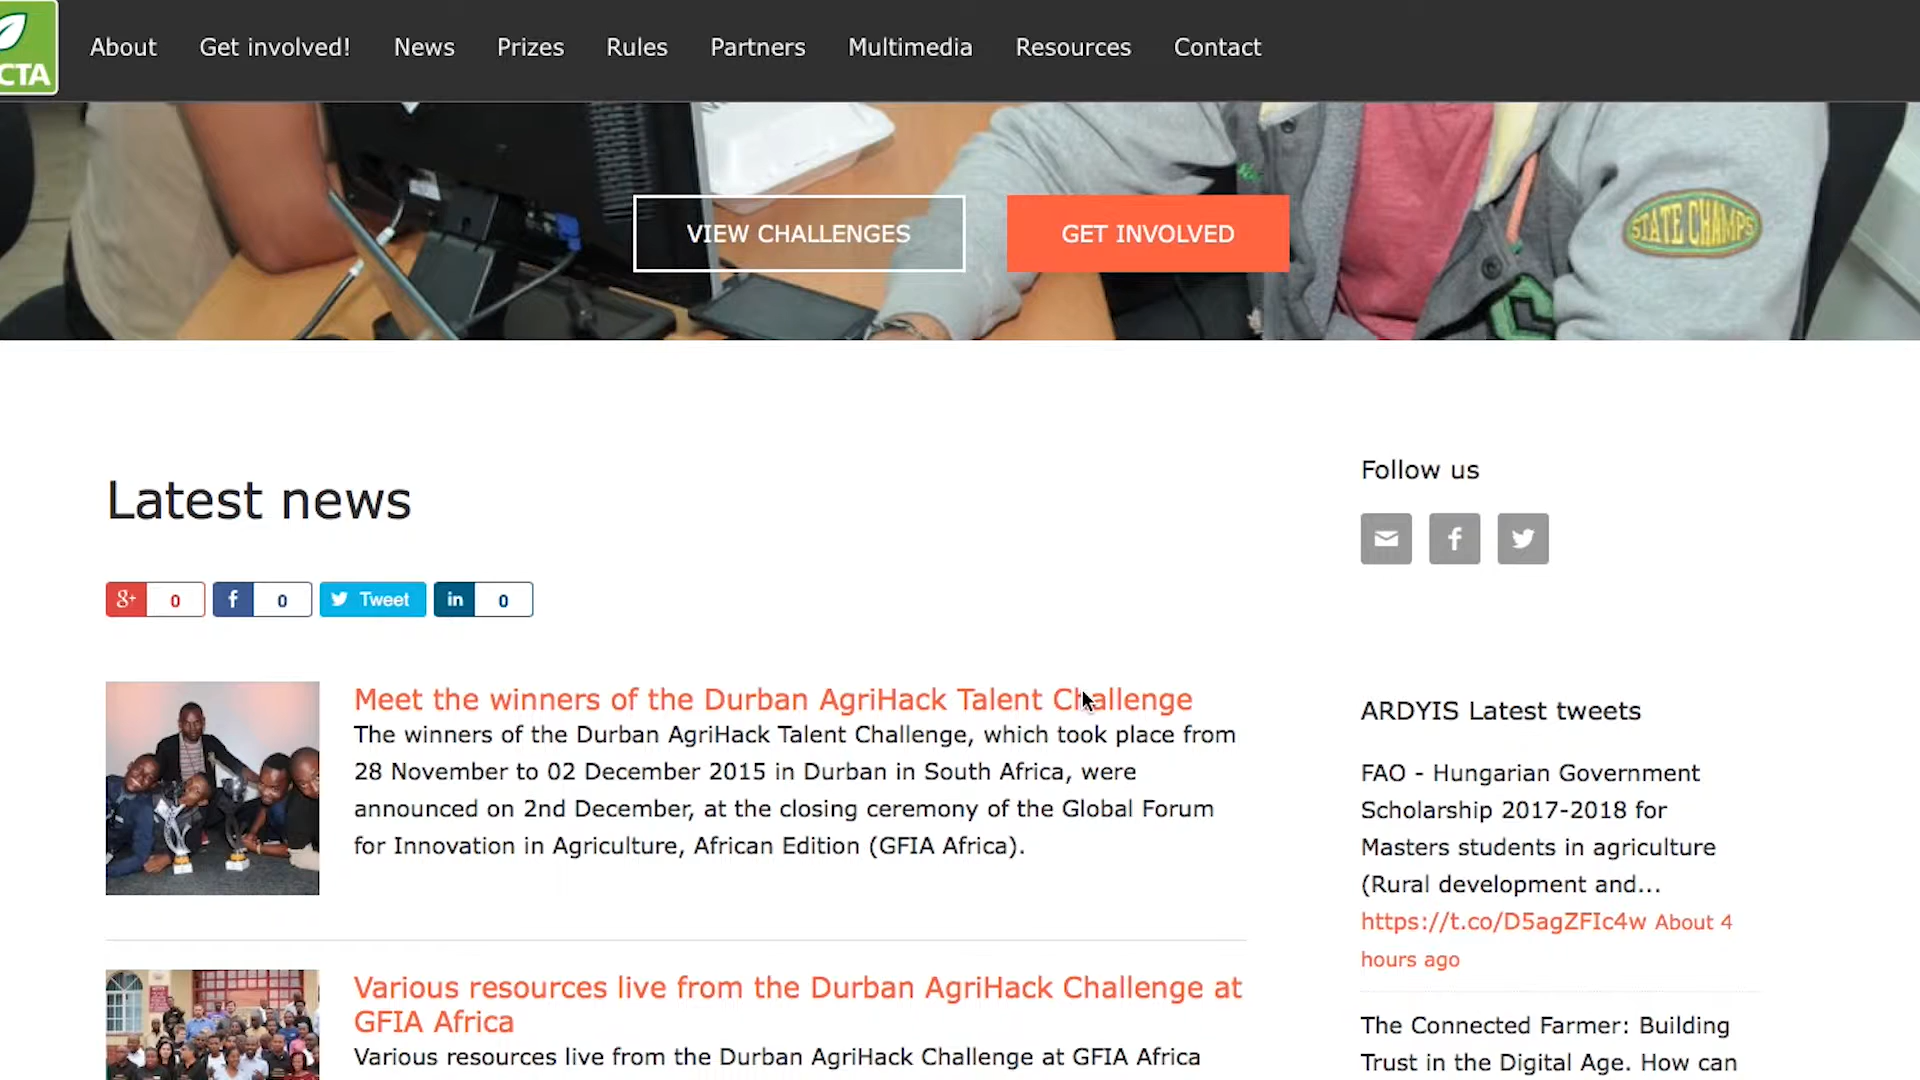 CTA
About Get involved! News Prizes Rules Partners Multimedia Resources Contact
STATE CHAMPS
VIEW CHALLENGES GET INVOLVED
Latest news
g+ 0 f 0 Tweet in 0
Meet the winners of the Durban AgriHack Talent Challenge
The winners of the Durban AgriHack Talent Challenge, which took place from
28 November to 02 December 2015 in Durban in South Africa, were
announced on 2nd December, at the closing ceremony of the Global Forum
for Innovation in Agriculture, African Edition (GFIA Africa).
Various resources live from the Durban AgriHack Challenge at
GFIA Africa
Various resources live from the Durban AgriHack Challenge at GFIA Africa
Follow us
f
ARDYIS Latest tweets
FAO - Hungarian Government
Scholarship 2017-2018 for
Masters students in agriculture
(Rural development and...
https://t.co/D5agZFIc4w About 4
hours ago
The Connected Farmer: Building
Trust in the Digital Age. How can